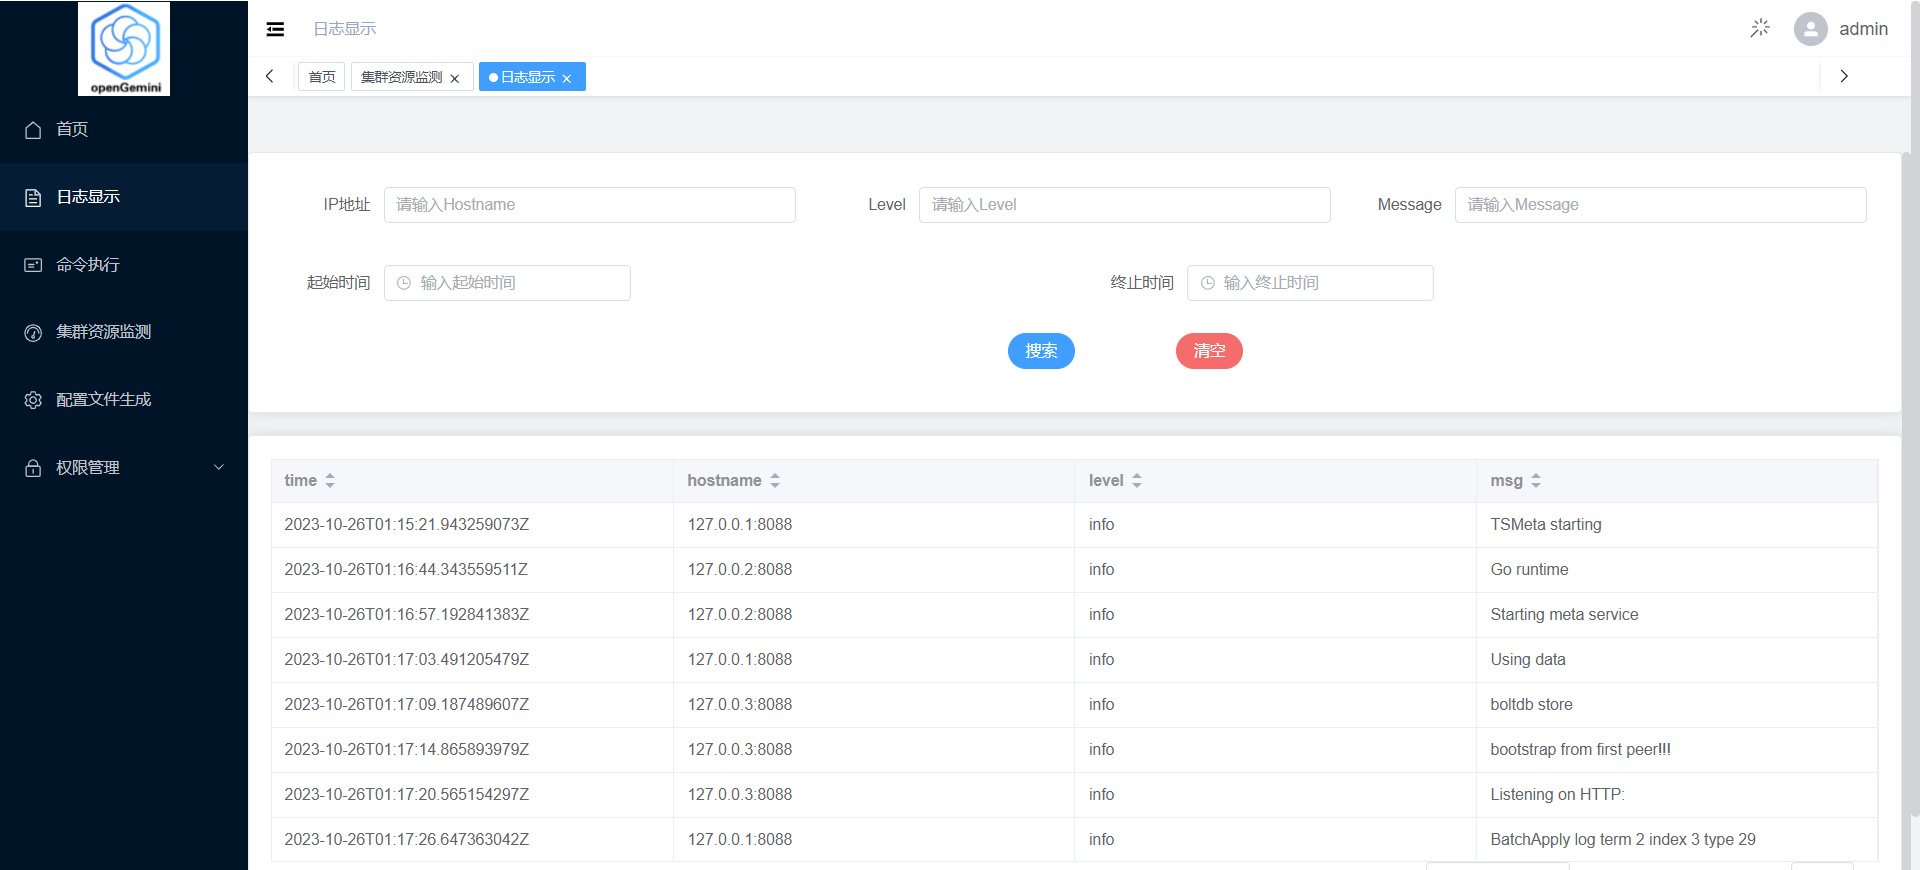 openGemini
首页
日志显示
命令执行
集群资源监测
配置文件生成
权限管理
日志显示
admin
首页 集群资源监测 日志显示
IP地址 请输入Hostname Level 请输入Level Message 请输入Message
起始时间 输入起始时间 终止时间 输入终止时间
搜索 清空
time hostname level msg
2023-10-26T01:15:21.943259073Z 127.0.0.1:8088 info TSMeta starting
2023-10-26T01:16:44.343559511Z 127.0.0.2:8088 info Go runtime
2023-10-26T01:16:57.192841383Z 127.0.0.2:8088 info Starting meta service
2023-10-26T01:17:03.491205479Z 127.0.0.1:8088 info Using data
2023-10-26T01:17:09.187489607Z 127.0.0.3:8088 info boltdb store
2023-10-26T01:17:14.865893979Z 127.0.0.3:8088 info bootstrap from first peer!!!
2023-10-26T01:17:20.565154297Z 127.0.0.3:8088 info Listening on HTTP:
2023-10-26T01:17:26.647363042Z 127.0.0.1:8088 info BatchApply log term 2 index 3 type 29